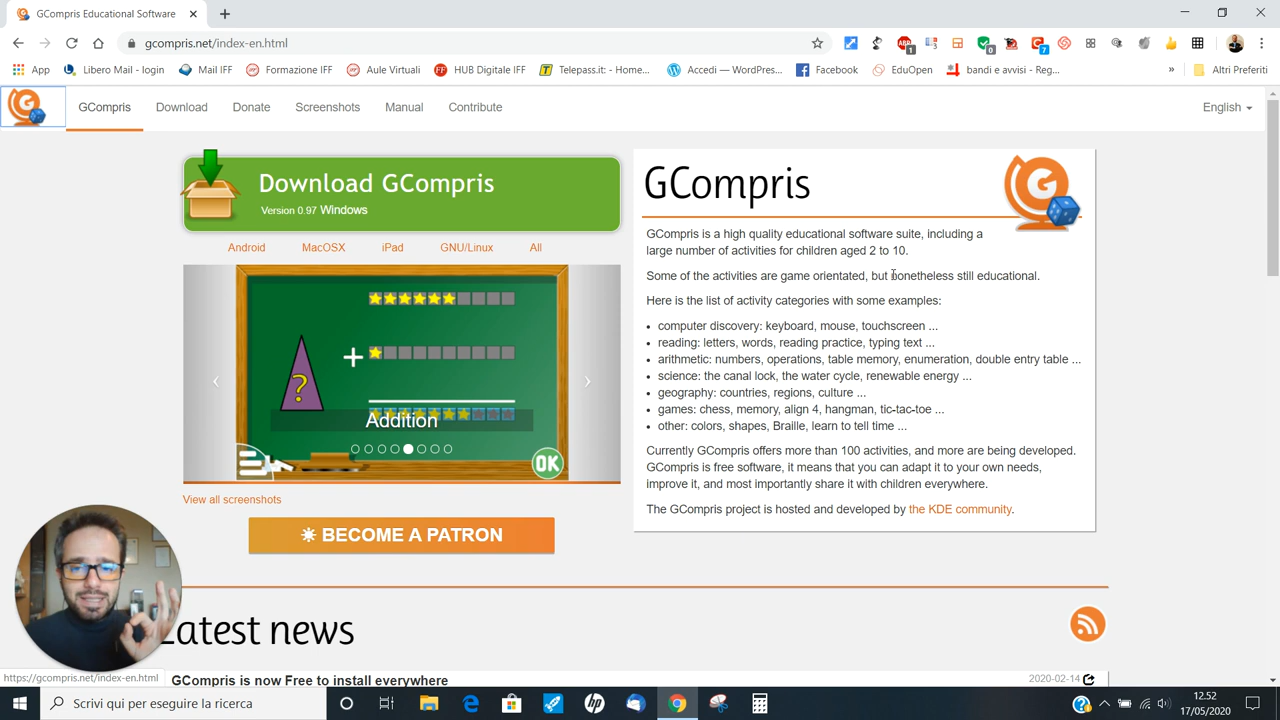 GCompris Educational Software
gcompris.net/index-en.html
App
Libero Mail - login
Mail IFF
Formazione IFF
Aule Virtuali
HUB Digitale IFF
Telepass.it: - Home...
Accedi — WordPres...
Facebook
EduOpen
bandi e avvisi - Reg...
»
Altri Preferiti
GCompris
Download
Donate
Screenshots
Manual
Contribute
English
Download GCompris
Version 0.97 Windows
Android
MacOSX
iPad
GNU/Linux
All
+
?
Addition
OK
View all screenshots
BECOME A PATRON
GCompris
GCompris is a high quality educational software suite, including a
large number of activities for children aged 2 to 10.
Some of the activities are game orientated, but nonetheless still educational.
Here is the list of activity categories with some examples:
computer discovery: keyboard, mouse, touchscreen ...
reading: letters, words, reading practice, typing text ...
arithmetic: numbers, operations, table memory, enumeration, double entry table ...
science: the canal lock, the water cycle, renewable energy ...
geography: countries, regions, culture ...
games: chess, memory, align 4, hangman, tic-tac-toe ...
other: colors, shapes, Braille, learn to tell time ...
Currently GCompris offers more than 100 activities, and more are being developed.
GCompris is free software, it means that you can adapt it to your own needs,
improve it, and most importantly share it with children everywhere.
The GCompris project is hosted and developed by the KDE community.
Latest news
GCompris is now Free to install everywhere
2020-02-14
https://gcompris.net/index-en.html
Scrivi qui per eseguire la ricerca
12.52
17/05/2020